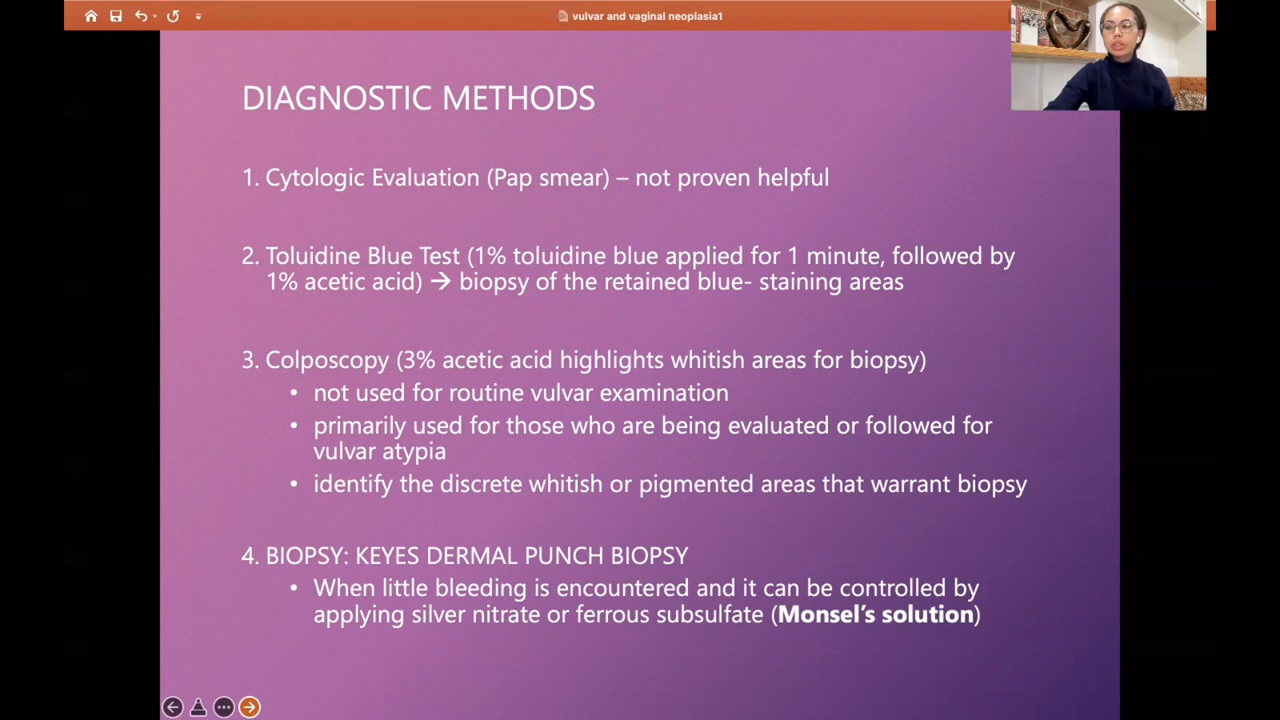 vulvar and vaginal neoplasia1
DIAGNOSTIC METHODS
1. Cytologic Evaluation (Pap smear) – not proven helpful
2. Toluidine Blue Test (1% toluidine blue applied for 1 minute, followed by
1% acetic acid) → biopsy of the retained blue- staining areas
3. Colposcopy (3% acetic acid highlights whitish areas for biopsy)
• not used for routine vulvar examination
• primarily used for those who are being evaluated or followed for
vulvar atypia
• identify the discrete whitish or pigmented areas that warrant biopsy
4. BIOPSY: KEYES DERMAL PUNCH BIOPSY
• When little bleeding is encountered and it can be controlled by
applying silver nitrate or ferrous subsulfate (Monsel's solution)